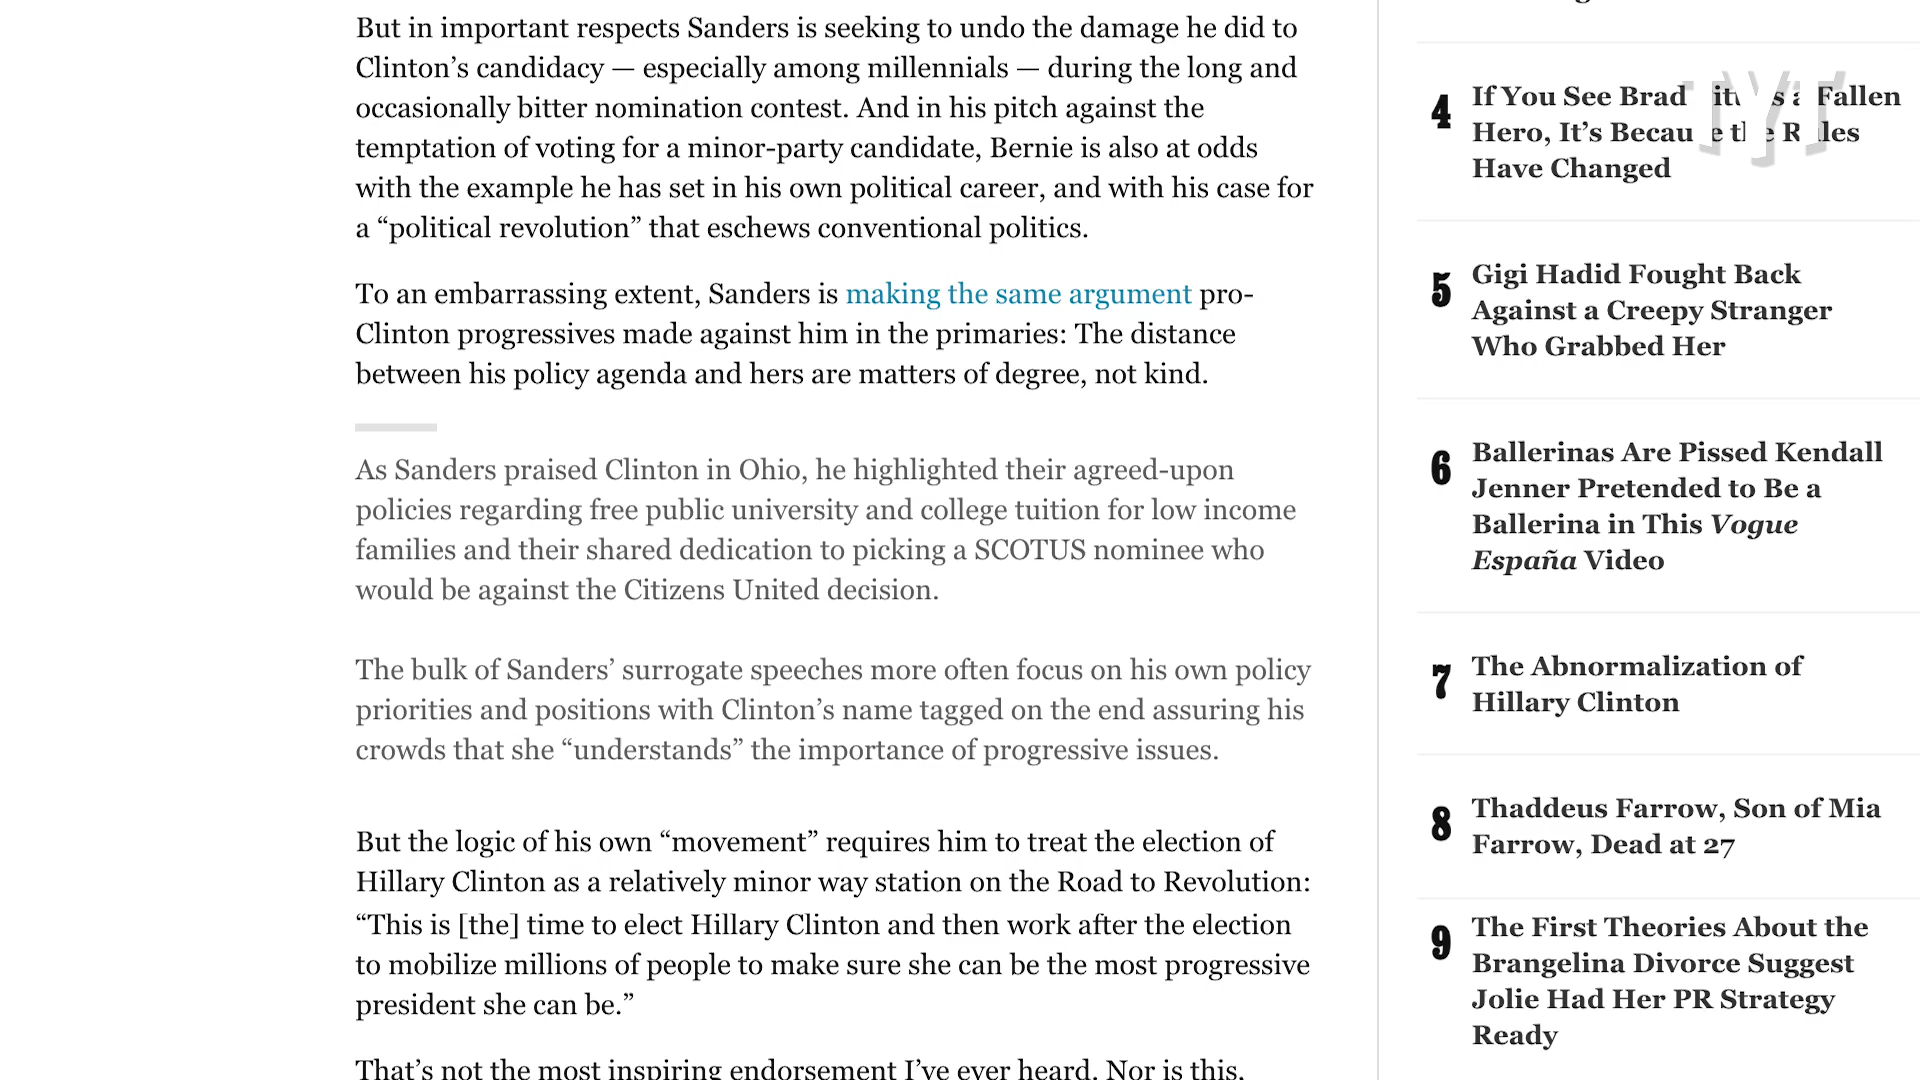 But in important respects Sanders is seeking to undo the damage he did to
Clinton’s candidacy — especially among millennials — during the long and
occasionally bitter nomination contest. And in his pitch against the
temptation of voting for a minor-party candidate, Bernie is also at odds
with the example he has set in his own political career, and with his case for
a “political revolution” that eschews conventional politics.
To an embarrassing extent, Sanders is making the same argument pro-
Clinton progressives made against him in the primaries: The distance
between his policy agenda and hers are matters of degree, not kind.
As Sanders praised Clinton in Ohio, he highlighted their agreed-upon
policies regarding free public university and college tuition for low income
families and their shared dedication to picking a SCOTUS nominee who
would be against the Citizens United decision.
The bulk of Sanders’ surrogate speeches more often focus on his own policy
priorities and positions with Clinton’s name tagged on the end assuring his
crowds that she “understands” the importance of progressive issues.
But the logic of his own “movement” requires him to treat the election of
Hillary Clinton as a relatively minor way station on the Road to Revolution:
“This is [the] time to elect Hillary Clinton and then work after the election
to mobilize millions of people to make sure she can be the most progressive
president she can be.”
That’s not the most inspiring endorsement I’ve ever heard. Nor is this,
4
If You See Brad a Fallen
Hero, It’s the Rules
Have Changed
TYT
5
Gigi Hadid Fought Back
Against a Creepy Stranger
Who Grabbed Her
6
Ballerinas Are Pissed Kendall
Jenner Pretended to Be a
Ballerina in This Vogue
España Video
7
The Abnormalization of
Hillary Clinton
8
Thaddeus Farrow, Son of Mia
Farrow, Dead at 27
9
The First Theories About the
Brangelina Divorce Suggest
Jolie Had Her PR Strategy
Ready